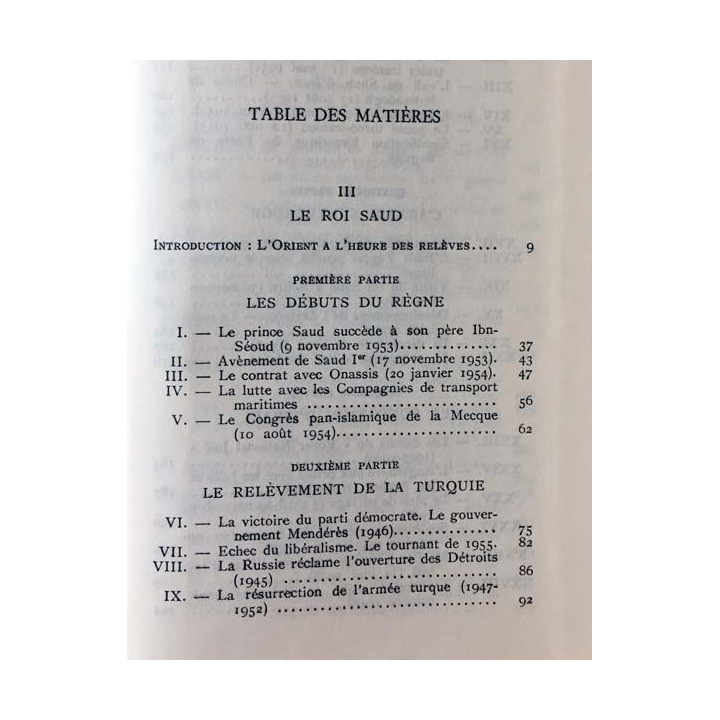 TABLE DES MATIÈRES
III
LE ROI SAUD
INTRODUCTION : L'ORIENT A L'HEURE DES RELÈVES.... 9
PREMIÈRE PARTIE
LES DÉBUTS DU RÈGNE
I. — Le prince Saud succède à son père Ibn-
Séoud (9 novembre 1953).............. 37
II. — Avènement de Saud Ier (17 novembre 1953). 43
III. — Le contrat avec Onassis (20 janvier 1954). 47
IV. — La lutte avec les Compagnies de transport
maritimes ............................ 56
V. — Le Congrès pan-islamique de la Mecque
(10 août 1954)....................... 62
DEUXIÈME PARTIE
LE RELÈVEMENT DE LA TURQUIE
VI. — La victoire du parti démocrate. Le gouver-
nement Mendérès (1946)............... 75
VII. — Echec du libéralisme. Le tournant de 1955. 82
VIII. — La Russie réclame l'ouverture des Détroits
(1945) ............................ 86
IX. — La résurrection de l'armée turque (1947-
1952) ............................. 92